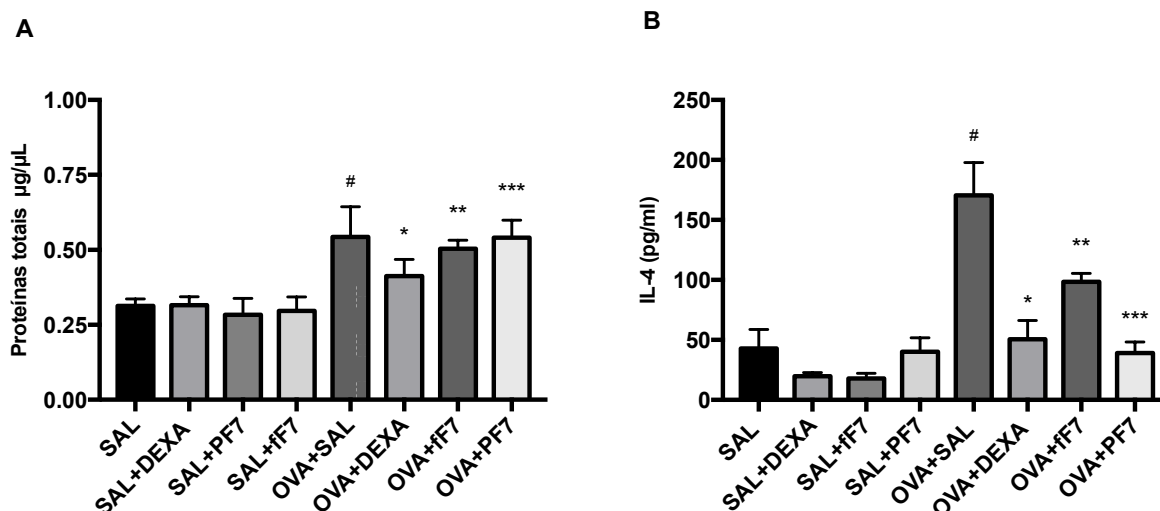 A
Proteínas totais µg/µL
1.00
0.75
0.50
0.25
0.00
#
*
**
***
SAL
SAL+DEXA
SAL+PF7
SAL+fF7
OVA+SAL
OVA+DEXA
OVA+fF7
OVA+PF7
B
IL-4 (pg/ml)
250
200
150
100
50
0
#
*
**
***
SAL
SAL+DEXA
SAL+fF7
SAL+PF7
OVA+SAL
OVA+DEXA
OVA+fF7
OVA+PF7